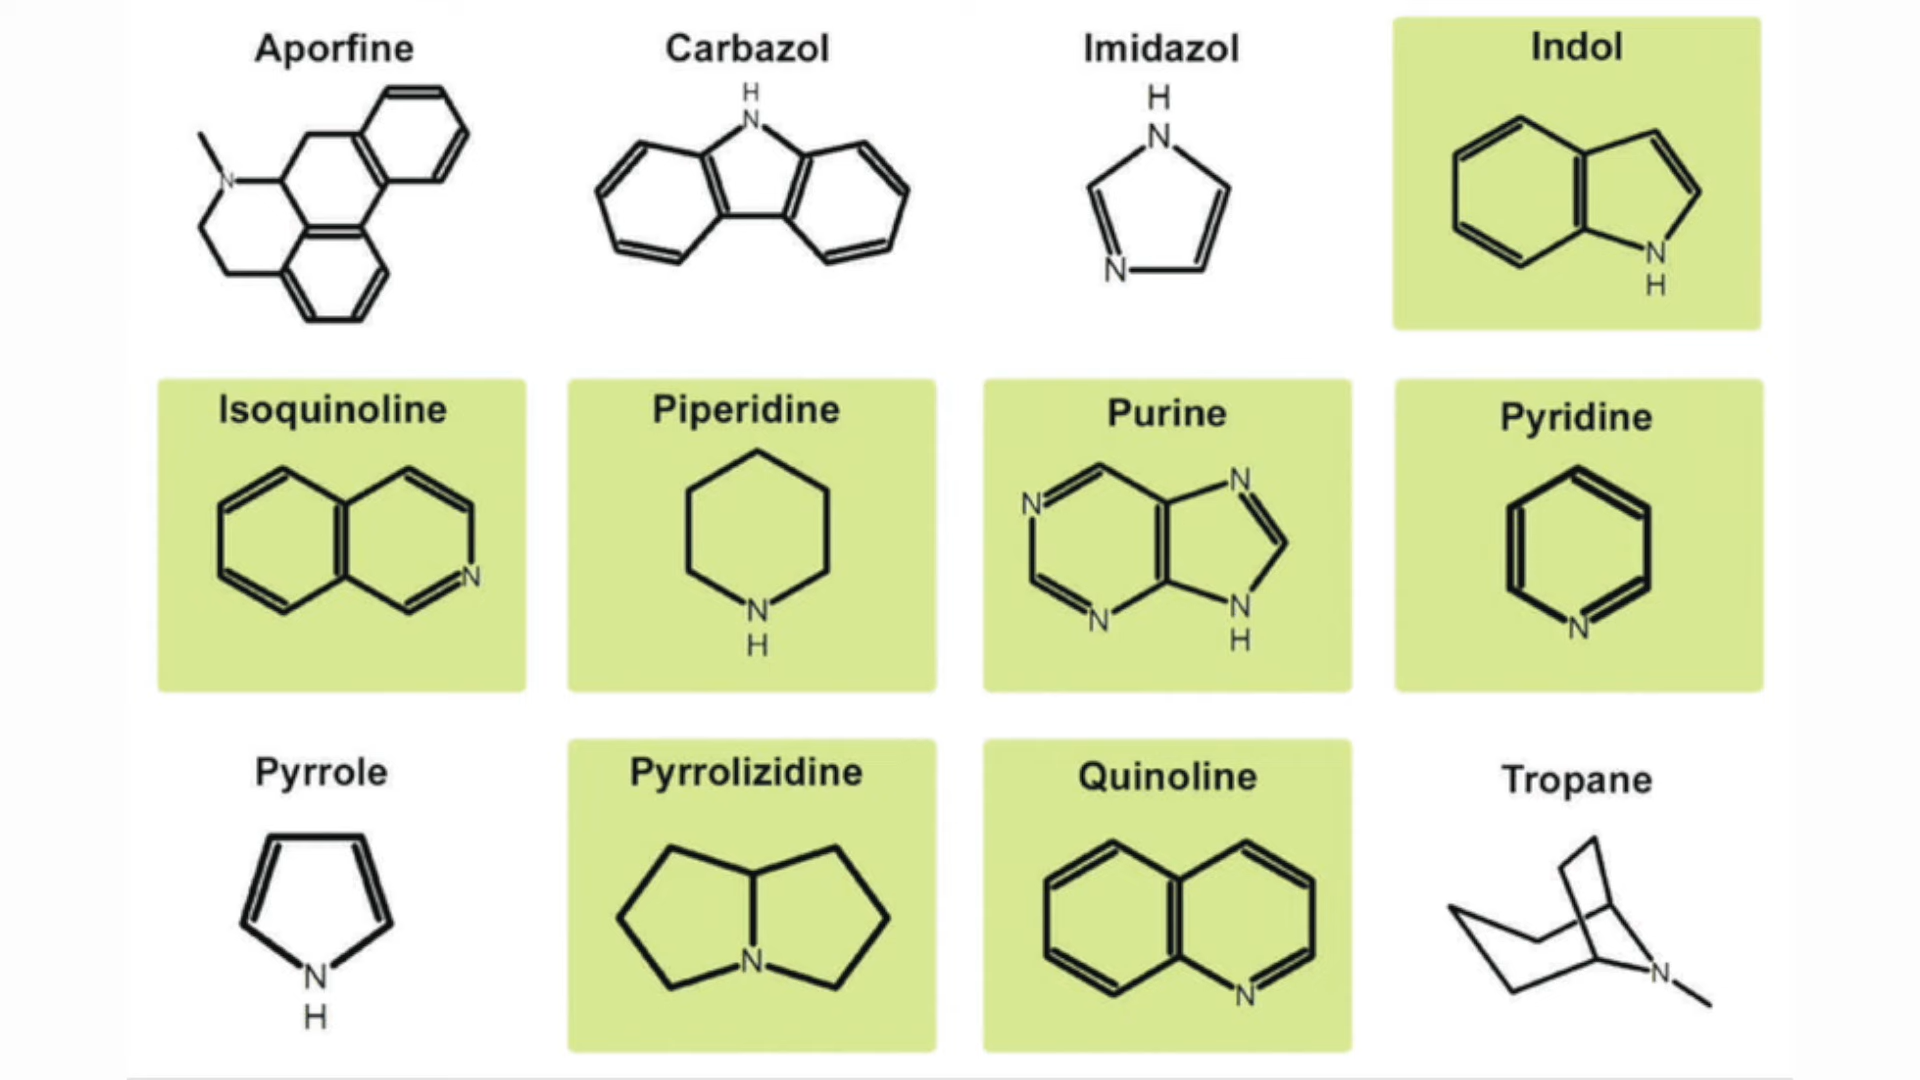 Aporfine
N
Carbazol
H
N
Imidazol
H
N
N
Indol
N
H
Isoquinoline
N
Piperidine
N
H
Purine
N
N
N
N
H
Pyridine
N
Pyrrole
N
H
Pyrrolizidine
N
Quinoline
N
Tropane
N